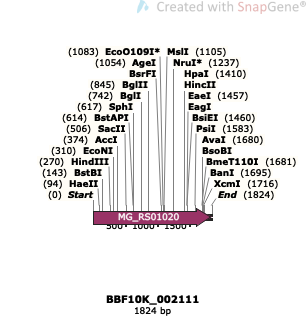 Created with SnapGene®
(1083) EcoO109I* MslI (1105)
(1054) AgeI NruI* (1237)
BsrFI HpaI (1410)
(845) BglII HincII
(742) BglI EaeI (1457)
(617) SphI EagI
(614) BstAPI BsiEI (1460)
(506) SacII PsiI (1583)
(374) AccI AvaI (1680)
(310) EcoNI BsoBI
(270) HindIII BmeT110I (1681)
(143) BstBI BanI (1695)
(94) HaeII XcmI (1716)
(0) Start End (1824)
MG_RS01020
500 1000 1500
BBF10K_002111
1824 bp